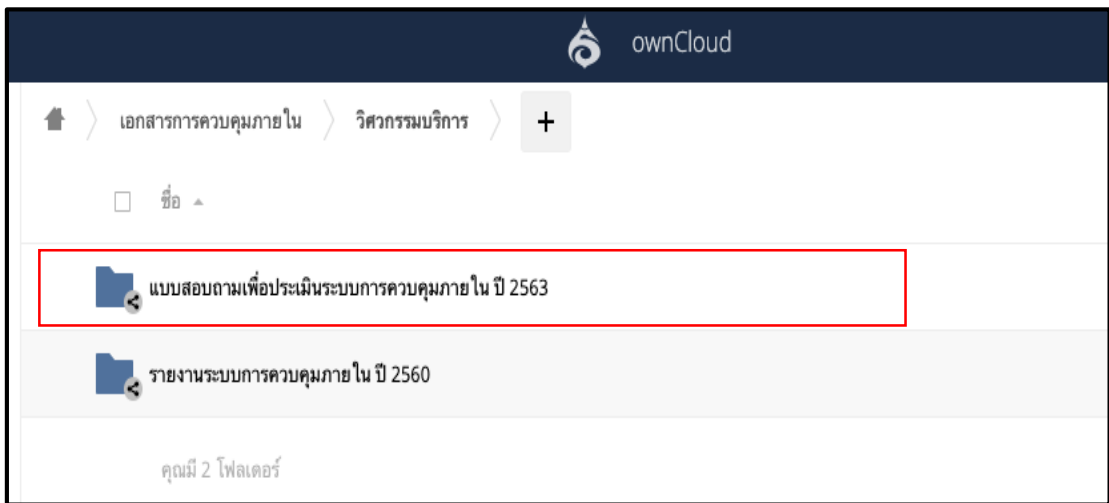 ownCloud
เอกสารการควบคุมภายใน วิศวกรรมบริการ +
ชื่อ
แบบสอบถามเพื่อประเมินระบบการควบคุมภายใน ปี 2563
รายงานระบบการควบคุมภายใน ปี 2560
คุณมี 2 โฟลเดอร์